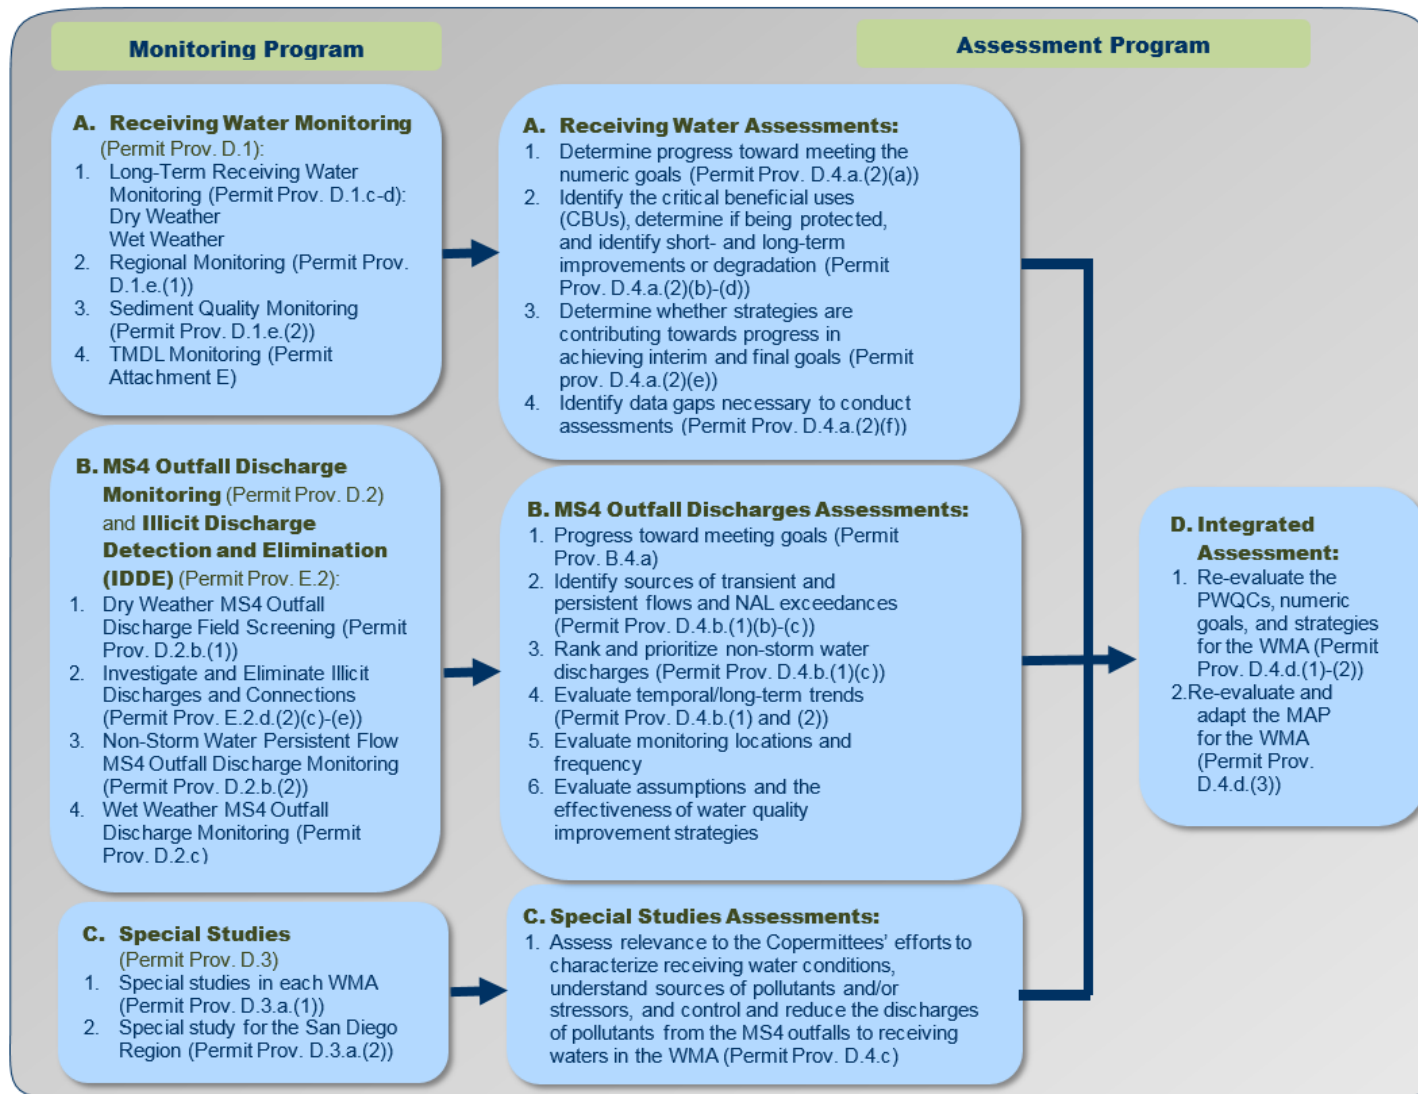 Monitoring Program
Assessment Program
A. Receiving Water Monitoring
(Permit Prov. D.1):
1. Long-Term Receiving Water
Monitoring (Permit Prov. D.1.c-d):
Dry Weather
Wet Weather
2. Regional Monitoring (Permit Prov.
D.1.e.(1))
3. Sediment Quality Monitoring
(Permit Prov. D.1.e.(2))
4. TMDL Monitoring (Permit
Attachment E)
A. Receiving Water Assessments:
1. Determine progress toward meeting the
numeric goals (Permit Prov. D.4.a.(2)(a))
2. Identify the critical beneficial uses
(CBUs), determine if being protected,
and identify short- and long-term
improvements or degradation (Permit
Prov. D.4.a.(2)(b)-(d))
3. Determine whether strategies are
contributing towards progress in
achieving interim and final goals (Permit
prov. D.4.a.(2)(e))
4. Identify data gaps necessary to conduct
assessments (Permit Prov. D.4.a.(2)(f))
B. MS4 Outfall Discharge
Monitoring (Permit Prov. D.2)
and Illicit Discharge
Detection and Elimination
(IDDE) (Permit Prov. E.2):
1. Dry Weather MS4 Outfall
Discharge Field Screening (Permit
Prov. D.2.b.(1))
2. Investigate and Eliminate Illicit
Discharges and Connections
(Permit Prov. E.2.d.(2)(c)-(e))
3. Non-Storm Water Persistent Flow
MS4 Outfall Discharge Monitoring
(Permit Prov. D.2.b.(2))
4. Wet Weather MS4 Outfall
Discharge Monitoring (Permit
Prov. D.2.c)
B. MS4 Outfall Discharges Assessments:
1. Progress toward meeting goals (Permit
Prov. B.4.a)
2. Identify sources of transient and
persistent flows and NAL exceedances
(Permit Prov. D.4.b.(1)(b)-(c))
3. Rank and prioritize non-storm water
discharges (Permit Prov. D.4.b.(1)(c))
4. Evaluate temporal/long-term trends
(Permit Prov. D.4.b.(1) and (2))
5. Evaluate monitoring locations and
frequency
6. Evaluate assumptions and the
effectiveness of water quality
improvement strategies
C. Special Studies
(Permit Prov. D.3)
1. Special studies in each WMA
(Permit Prov. D.3.a.(1))
2. Special study for the San Diego
Region (Permit Prov. D.3.a.(2))
C. Special Studies Assessments:
1. Assess relevance to the Copermittees' efforts to
characterize receiving water conditions,
understand sources of pollutants and/or
stressors, and control and reduce the discharges
of pollutants from the MS4 outfalls to receiving
waters in the WMA (Permit Prov. D.4.c)
D. Integrated
Assessment:
1. Re-evaluate the
PWQCs, numeric
goals, and strategies
for the WMA (Permit
Prov. D.4.d.(1)-(2))
2.Re-evaluate and
adapt the MAP
for the WMA
(Permit Prov.
D.4.d.(3))